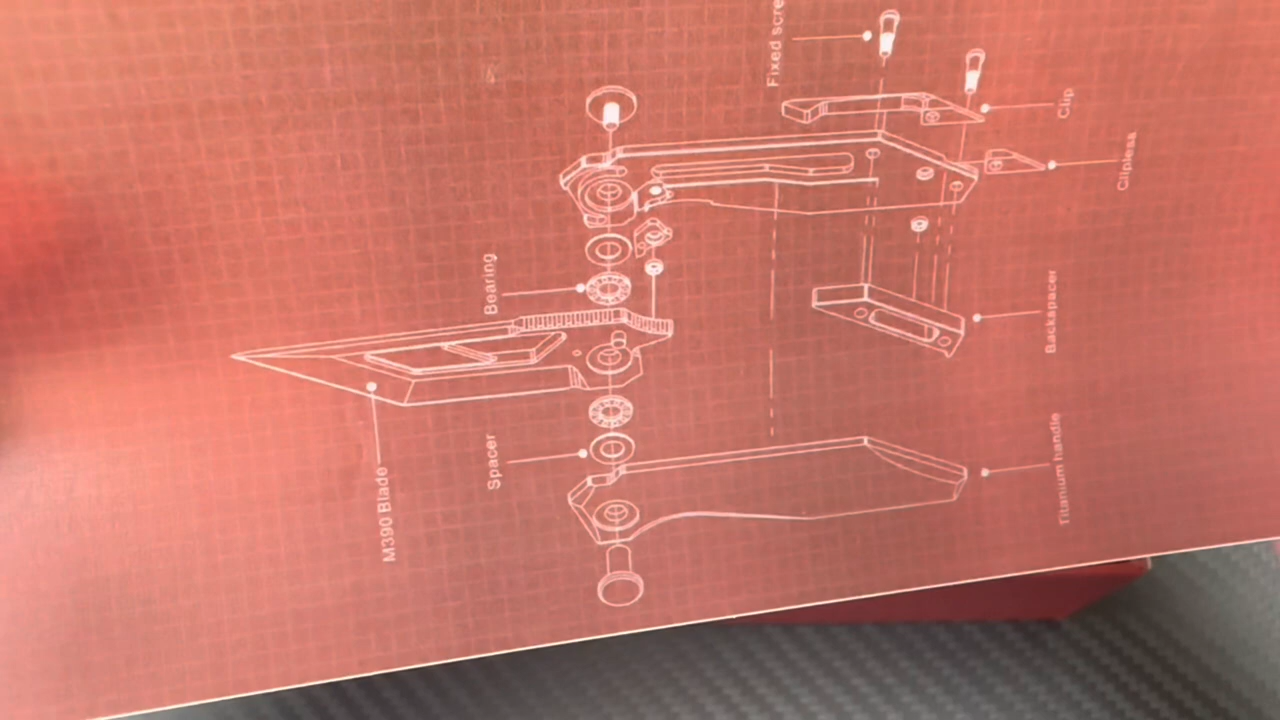 Fixed scre
Clip
Clipless
Bearing
Backspacer
M390 Blade
Spacer
Titanium handle